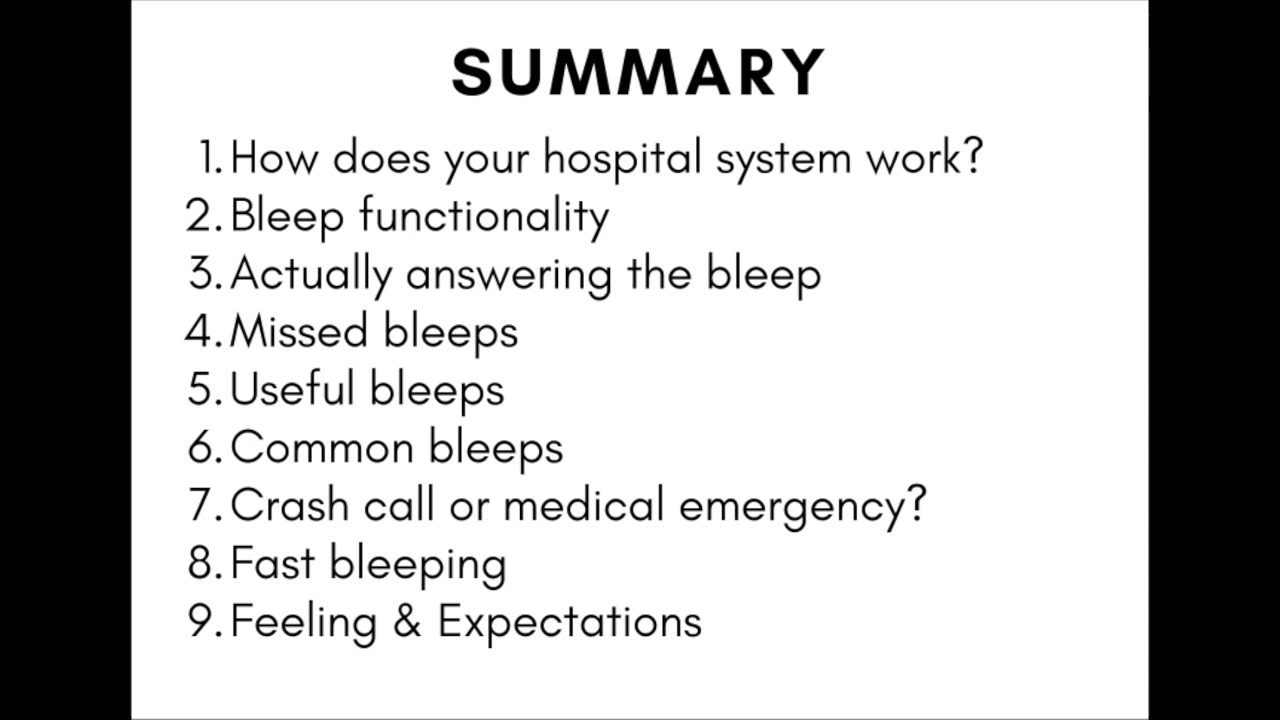 SUMMARY
1. How does your hospital system work?
2. Bleep functionality
3. Actually answering the bleep
4. Missed bleeps
5. Useful bleeps
6. Common bleeps
7. Crash call or medical emergency?
8. Fast bleeping
9. Feeling & Expectations